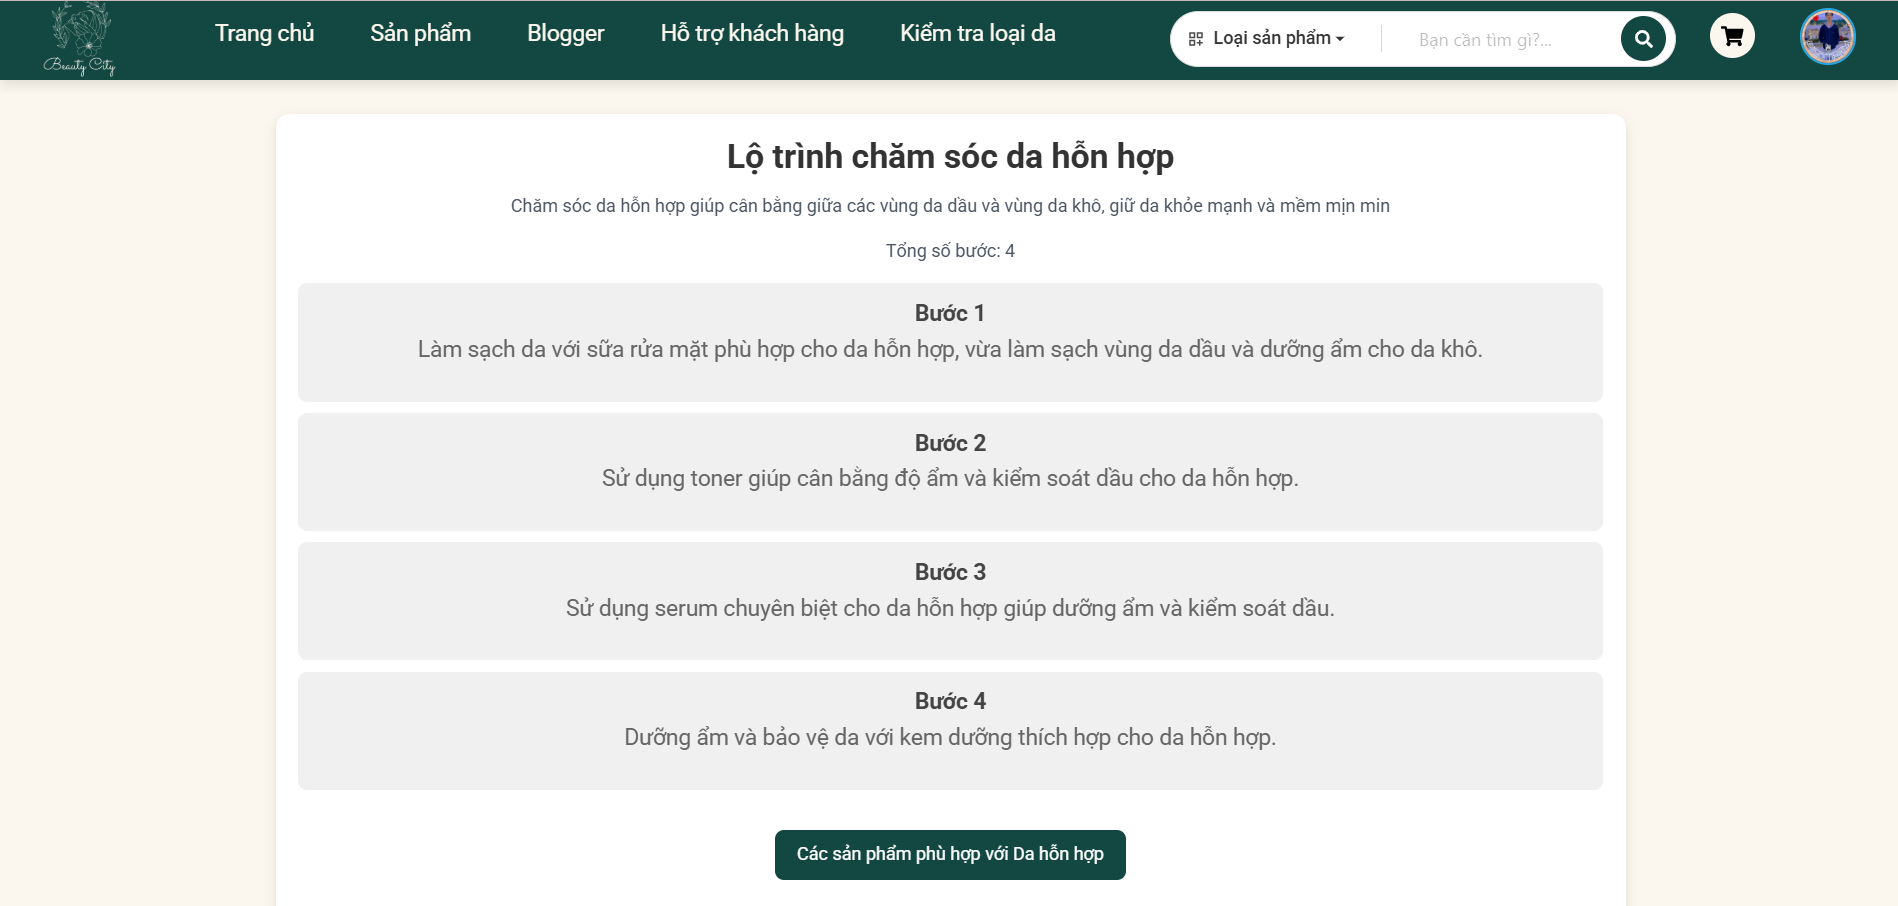 Beauty City
Trang chủ
Sản phẩm
Blogger
Hỗ trợ khách hàng
Kiểm tra loại da
Loại sản phẩm
Bạn cần tìm gì?...
Lộ trình chăm sóc da hỗn hợp
Chăm sóc da hỗn hợp giúp cân bằng giữa các vùng da dầu và vùng da khô, giữ da khỏe mạnh và mềm mịn min
Tổng số bước: 4
Bước 1
Làm sạch da với sữa rửa mặt phù hợp cho da hỗn hợp, vừa làm sạch vùng da dầu và dưỡng ẩm cho da khô.
Bước 2
Sử dụng toner giúp cân bằng độ ẩm và kiểm soát dầu cho da hỗn hợp.
Bước 3
Sử dụng serum chuyên biệt cho da hỗn hợp giúp dưỡng ẩm và kiểm soát dầu.
Bước 4
Dưỡng ẩm và bảo vệ da với kem dưỡng thích hợp cho da hỗn hợp.
Các sản phẩm phù hợp với Da hỗn hợp